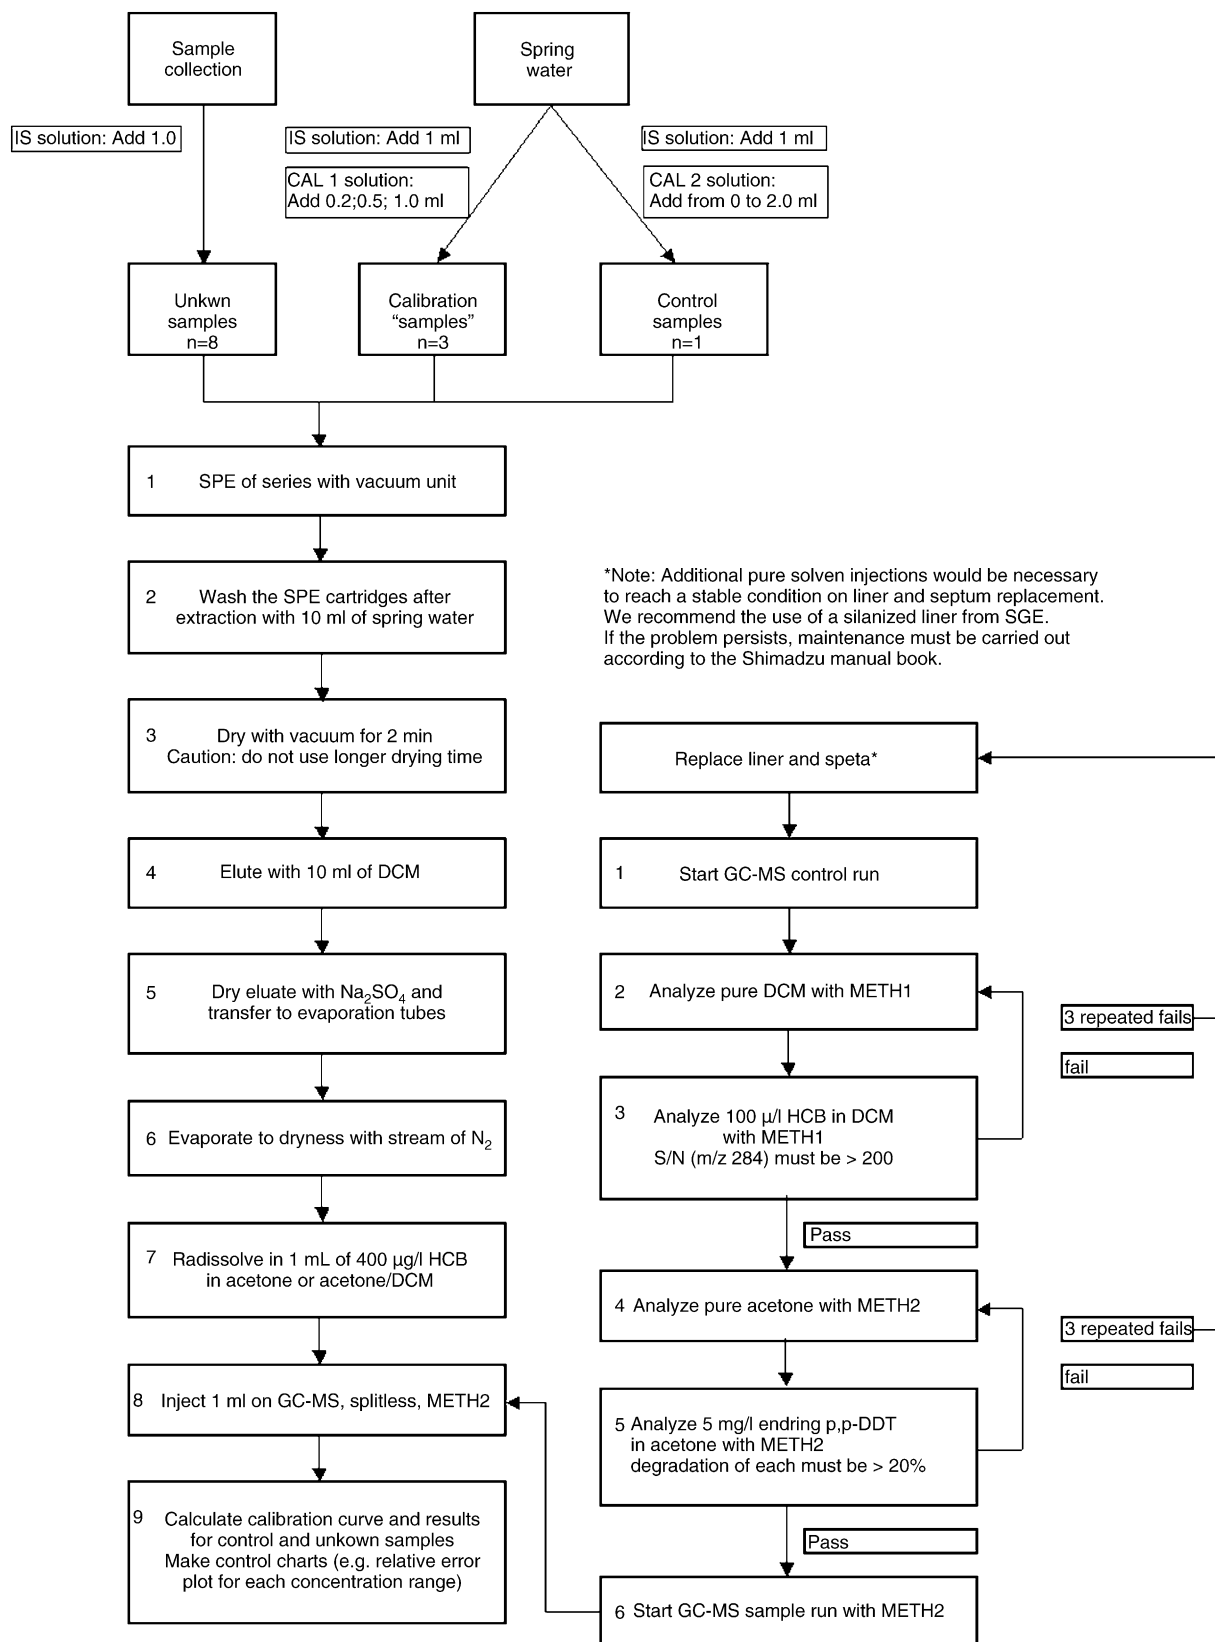 Sample
collection
Spring
water
IS solution: Add 1.0
IS solution: Add 1 ml
IS solution: Add 1 ml
CAL 1 solution:
Add 0.2;0.5; 1.0 ml
CAL 2 solution:
Add from 0 to 2.0 ml
Unkwn
samples
n=8
Calibration
“samples”
n=3
Control
samples
n=1
1 SPE of series with vacuum unit
2 Wash the SPE cartridges after
extraction with 10 ml of spring water
3 Dry with vacuum for 2 min
Caution: do not use longer drying time
4 Elute with 10 ml of DCM
5 Dry eluate with Na2SO4 and
transfer to evaporation tubes
6 Evaporate to dryness with stream of N2
7 Radissolve in 1 mL of 400 µg/l HCB
in acetone or acetone/DCM
8 Inject 1 ml on GC-MS, splitless, METH2
9 Calculate calibration curve and results
for control and unkown samples
Make control charts (e.g. relative error
plot for each concentration range)
*Note: Additional pure solven injections would be necessary
to reach a stable condition on liner and septum replacement.
We recommend the use of a silanized liner from SGE.
If the problem persists, maintenance must be carried out
according to the Shimadzu manual book.
Replace liner and speta*
1 Start GC-MS control run
2 Analyze pure DCM with METH1
3 repeated fails
fail
3 Analyze 100 µ/l HCB in DCM
with METH1
S/N (m/z 284) must be > 200
Pass
4 Analyze pure acetone with METH2
3 repeated fails
fail
5 Analyze 5 mg/l endring p,p-DDT
in acetone with METH2
degradation of each must be > 20%
Pass
6 Start GC-MS sample run with METH2